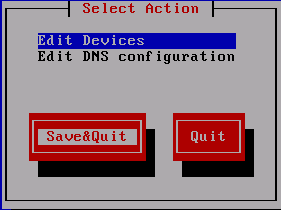 Select Action
Edit Devices
Edit DNS configuration
Save&Quit
Quit